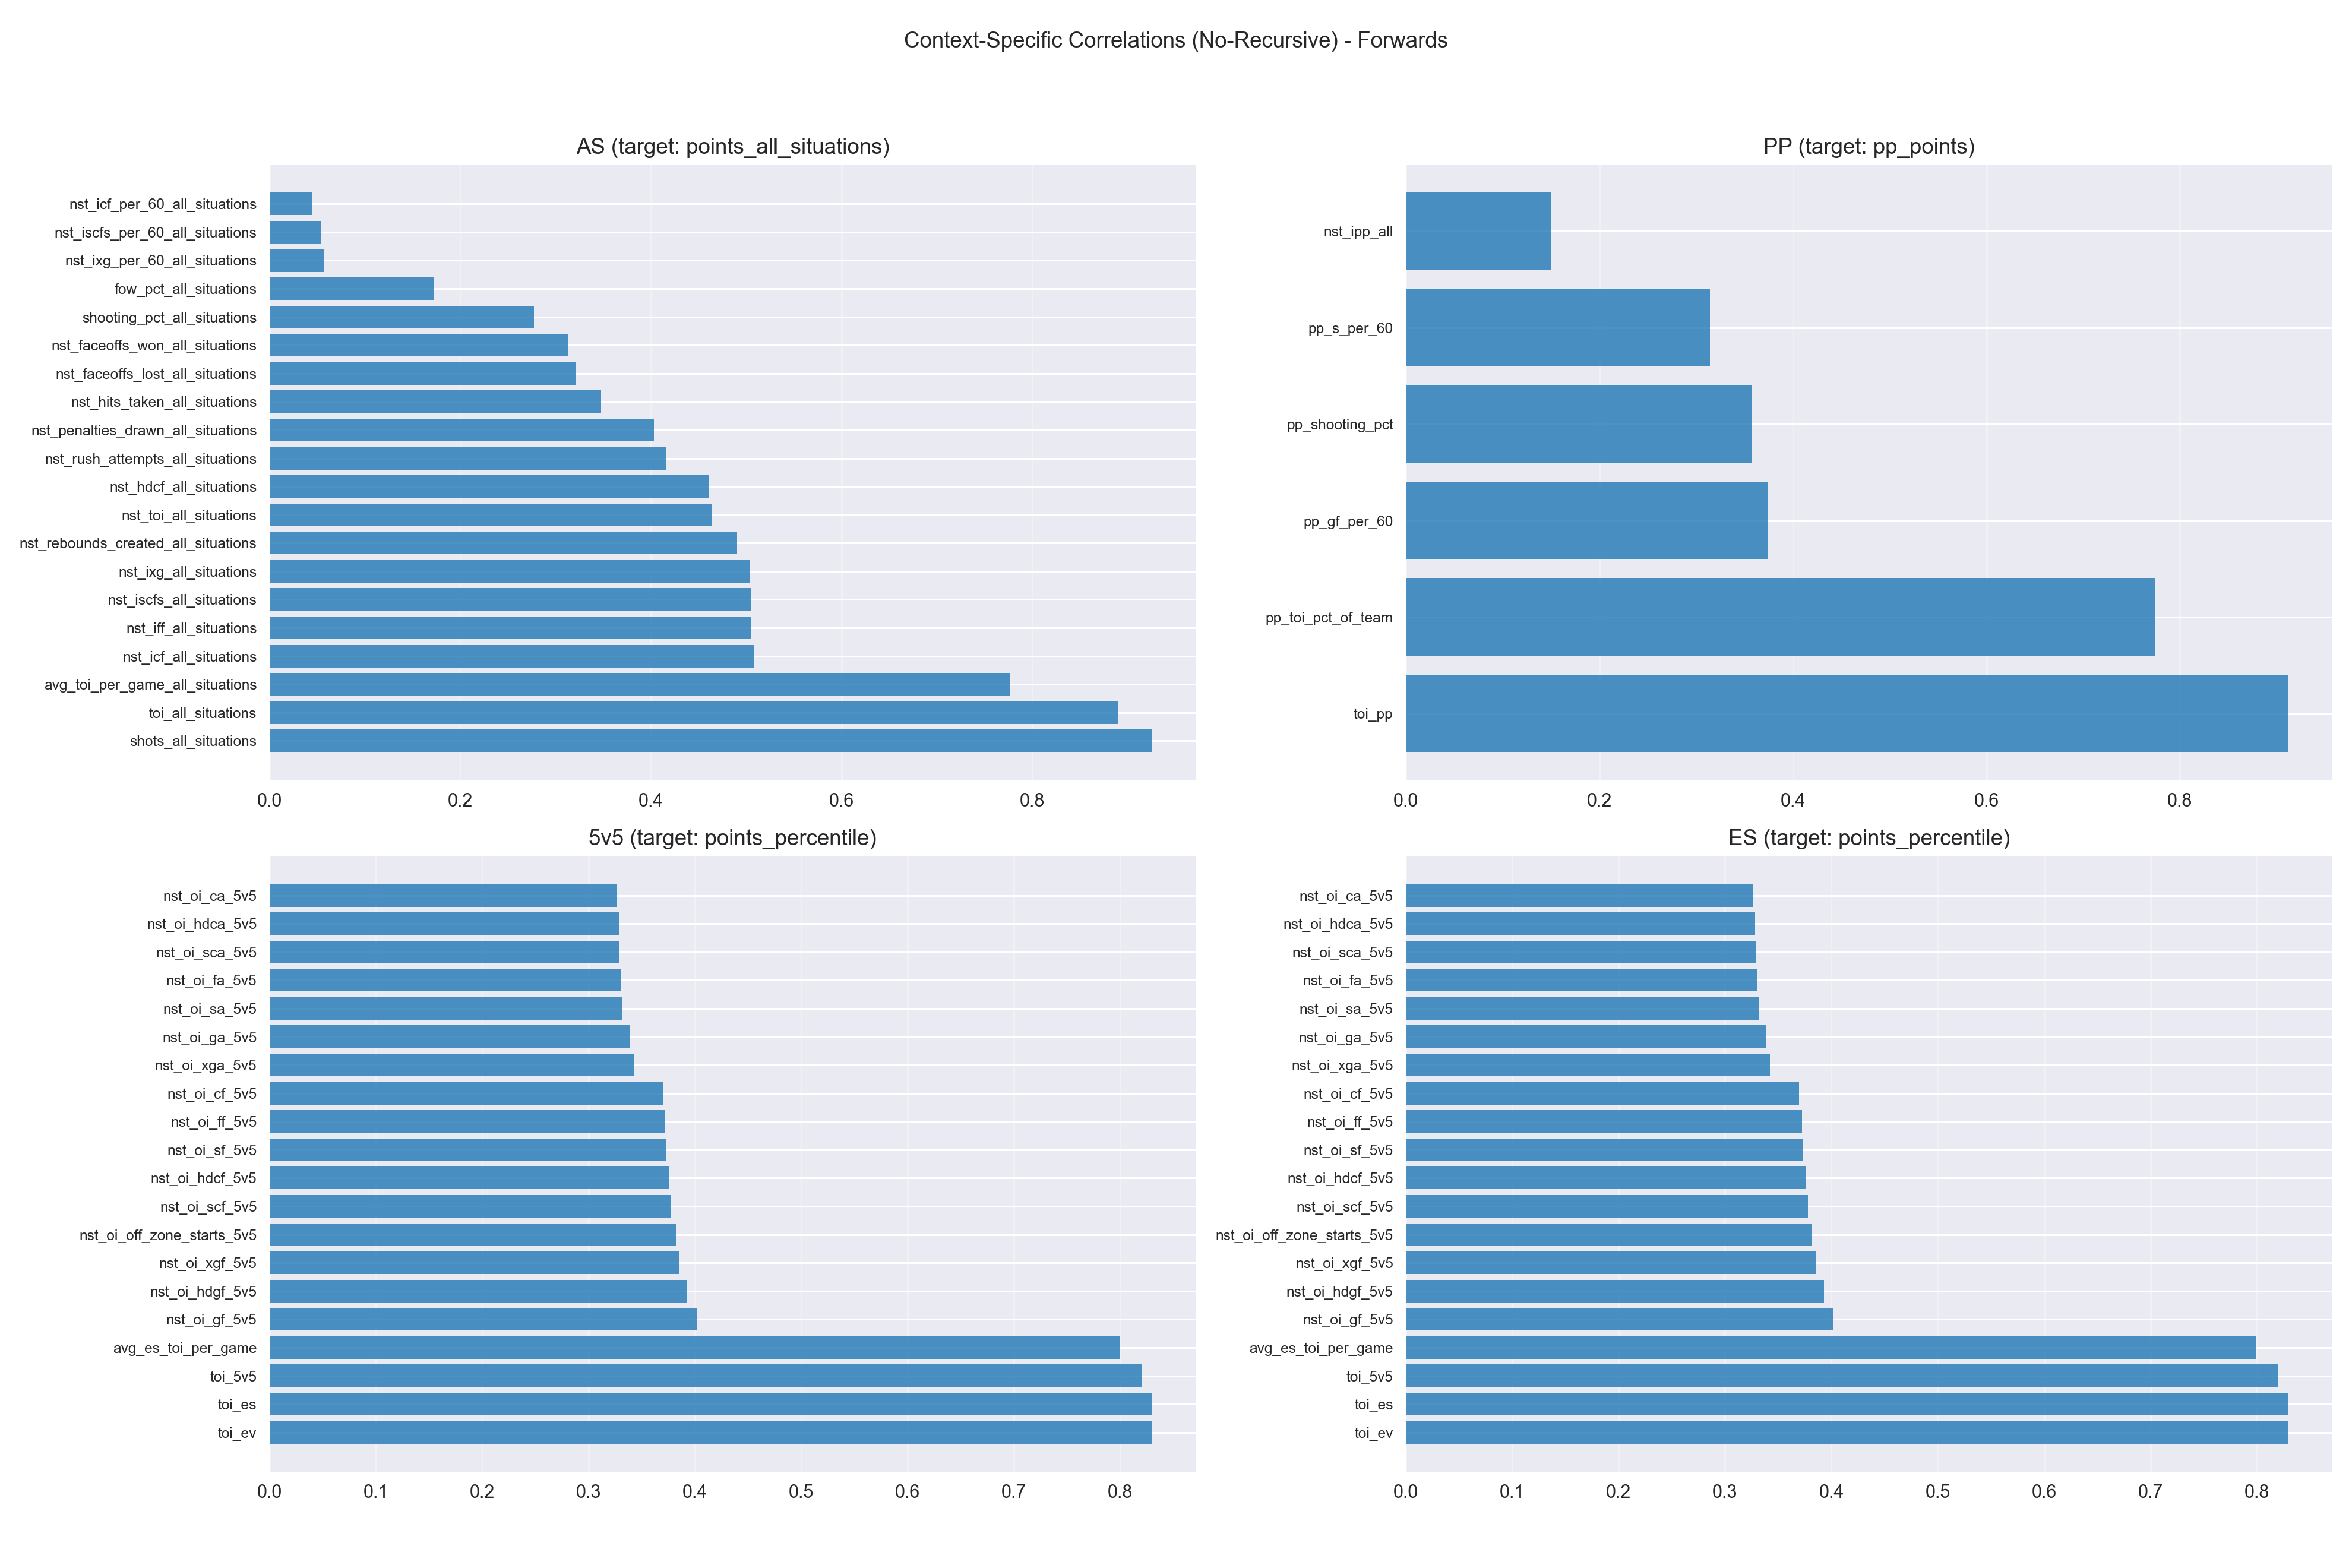 Context-Specific Correlations (No-Recursive) - Forwards
AS (target: points_all_situations)
nst_icf_per_60_all_situations
nst_iscfs_per_60_all_situations
nst_ixg_per_60_all_situations
fow_pct_all_situations
shooting_pct_all_situations
nst_faceoffs_won_all_situations
nst_faceoffs_lost_all_situations
nst_hits_taken_all_situations
nst_penalties_drawn_all_situations
nst_rush_attempts_all_situations
nst_hdcf_all_situations
nst_toi_all_situations
nst_rebounds_created_all_situations
nst_ixg_all_situations
nst_iscfs_all_situations
nst_iff_all_situations
nst_icf_all_situations
avg_toi_per_game_all_situations
toi_all_situations
shots_all_situations
0.0 0.2 0.4 0.6 0.8
PP (target: pp_points)
nst_ipp_all
pp_s_per_60
pp_shooting_pct
pp_gf_per_60
pp_toi_pct_of_team
toi_pp
0.0 0.2 0.4 0.6 0.8
5v5 (target: points_percentile)
nst_oi_ca_5v5
nst_oi_hdca_5v5
nst_oi_sca_5v5
nst_oi_fa_5v5
nst_oi_sa_5v5
nst_oi_ga_5v5
nst_oi_xga_5v5
nst_oi_cf_5v5
nst_oi_ff_5v5
nst_oi_sf_5v5
nst_oi_hdcf_5v5
nst_oi_scf_5v5
nst_oi_off_zone_starts_5v5
nst_oi_xgf_5v5
nst_oi_hdgf_5v5
nst_oi_gf_5v5
avg_es_toi_per_game
toi_5v5
toi_es
toi_ev
0.0 0.1 0.2 0.3 0.4 0.5 0.6 0.7 0.8
ES (target: points_percentile)
nst_oi_ca_5v5
nst_oi_hdca_5v5
nst_oi_sca_5v5
nst_oi_fa_5v5
nst_oi_sa_5v5
nst_oi_ga_5v5
nst_oi_xga_5v5
nst_oi_cf_5v5
nst_oi_ff_5v5
nst_oi_sf_5v5
nst_oi_hdcf_5v5
nst_oi_scf_5v5
nst_oi_off_zone_starts_5v5
nst_oi_xgf_5v5
nst_oi_hdgf_5v5
nst_oi_gf_5v5
avg_es_toi_per_game
toi_5v5
toi_es
toi_ev
0.0 0.1 0.2 0.3 0.4 0.5 0.6 0.7 0.8